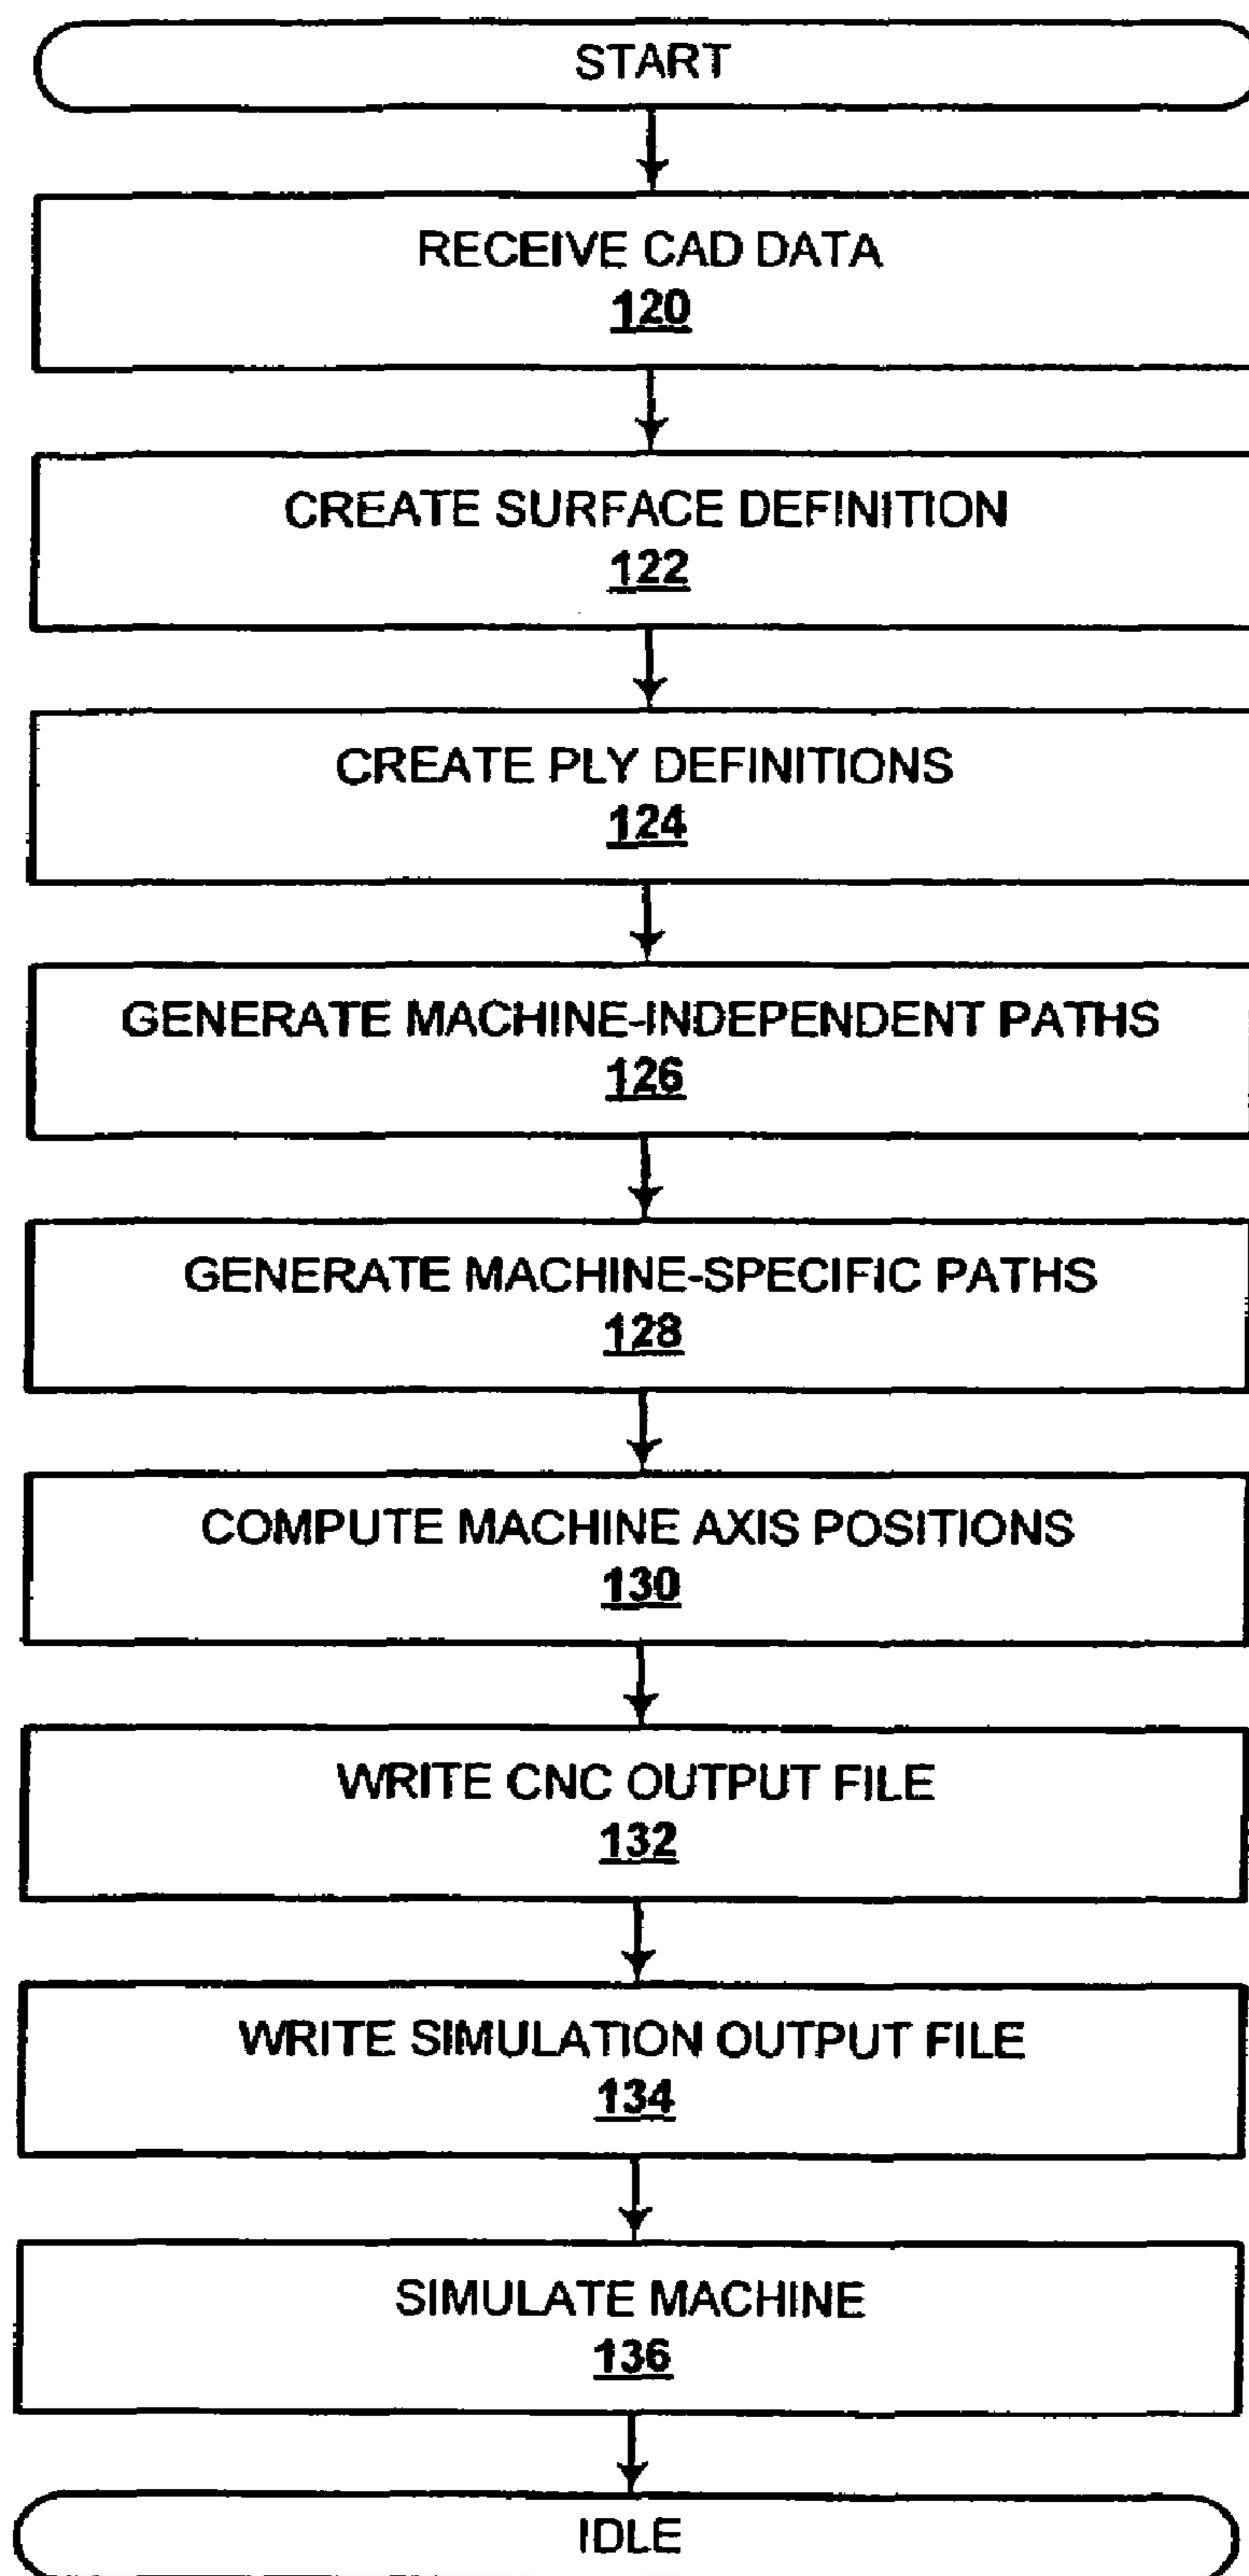 START
RECEIVE CAD DATA
120
CREATE SURFACE DEFINITION
122
CREATE PLY DEFINITIONS
124
GENERATE MACHINE-INDEPENDENT PATHS
126
GENERATE MACHINE-SPECIFIC PATHS
128
COMPUTE MACHINE AXIS POSITIONS
130
WRITE CNC OUTPUT FILE
132
WRITE SIMULATION OUTPUT FILE
134
SIMULATE MACHINE
136
IDLE